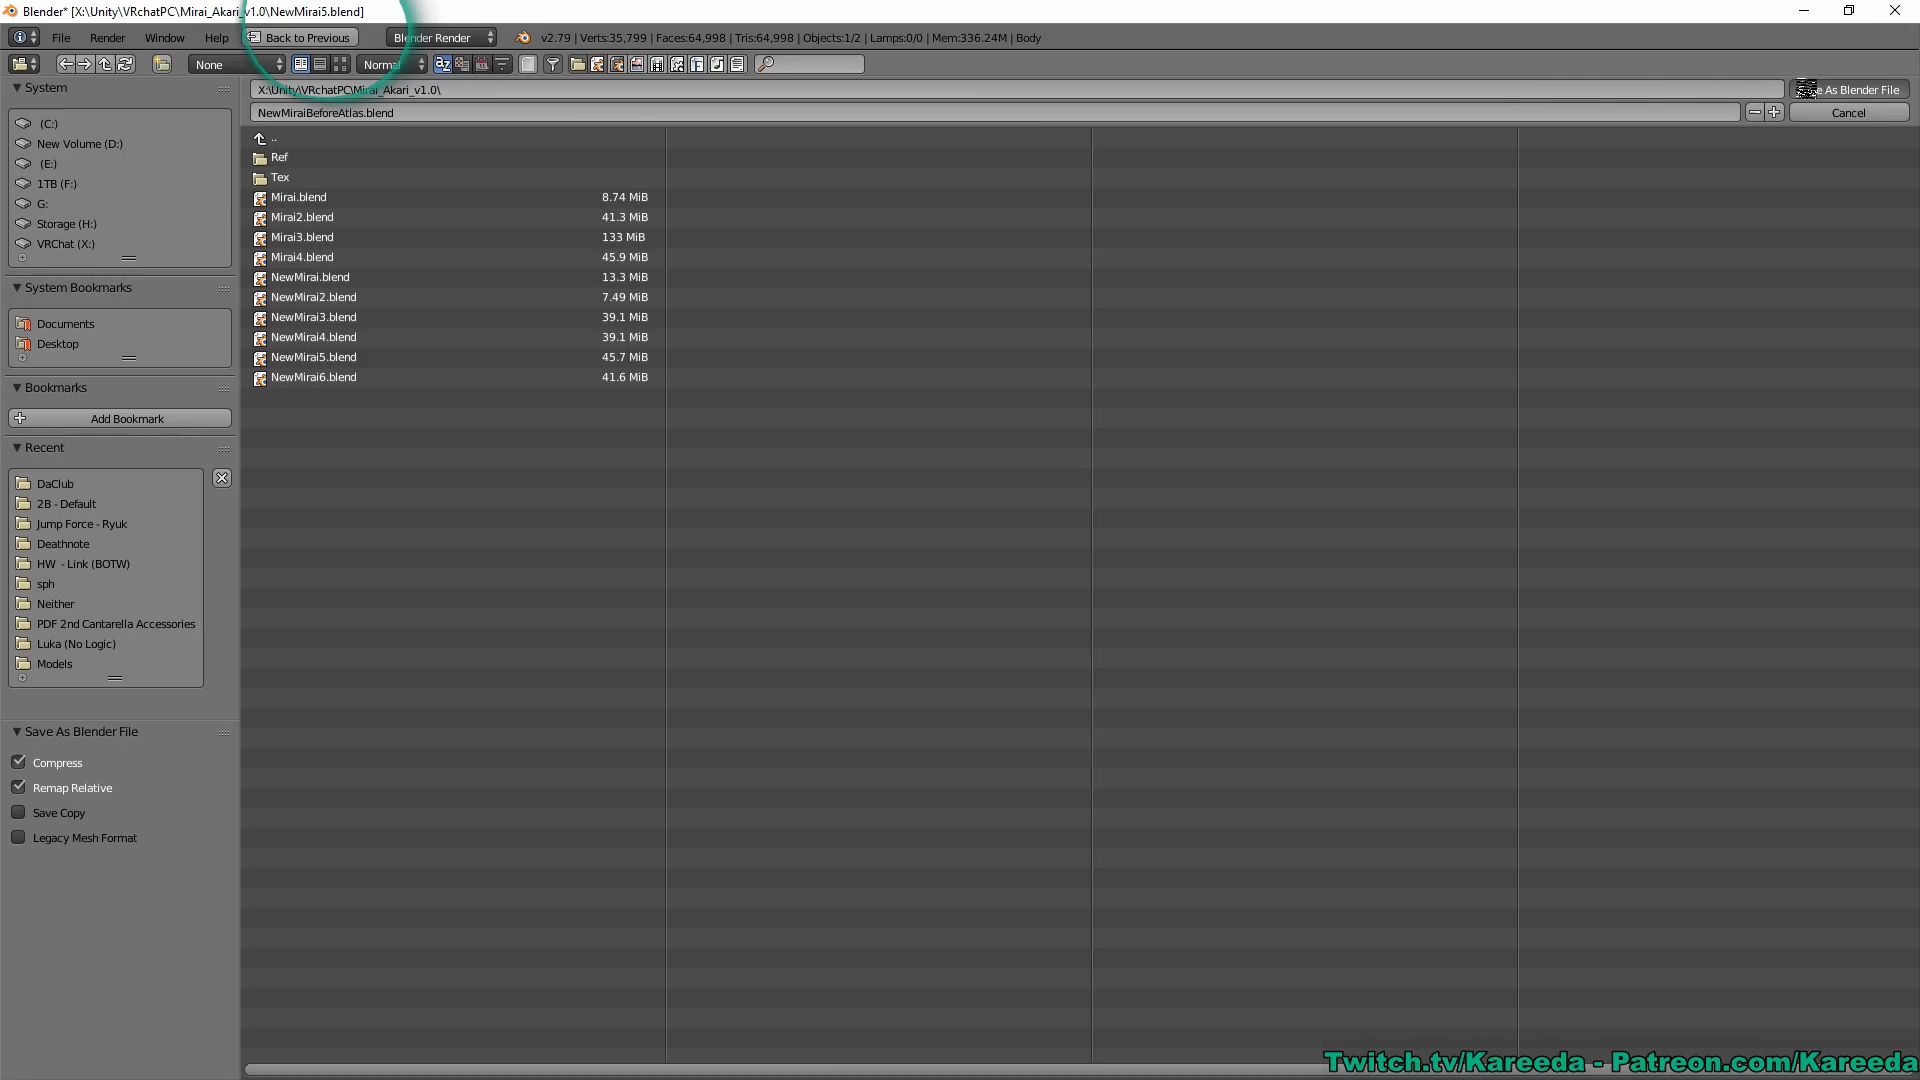 Blender* [X:\Unity\VRchatPC\Mirai_Akari_v1.0\NewMirai5.blend]
File Render Window Help Back to Previous Blender Render v2.79 | Verts:35,799 | Faces:64,998 | Tris:64,998 | Objects:1/2 | Lamps:0/0 | Mem:336.24M | Body
None Normal
System
X:\Unity\VRchatPC\Mirai_Akari_v1.0\
As Blender File
NewMiraiBeforeAtlas.blend
Cancel
(C:)
New Volume (D:)
(E:)
1TB (F:)
G:
Storage (H:)
VRChat (X:)
System Bookmarks
Documents
Desktop
Bookmarks
Add Bookmark
Recent
DaClub
2B - Default
Jump Force - Ryuk
Deathnote
HW - Link (BOTW)
sph
Neither
PDF 2nd Cantarella Accessories
Luka (No Logic)
Models
Save As Blender File
Compress
Remap Relative
Save Copy
Legacy Mesh Format
..
Ref
Tex
Mirai.blend 8.74 MiB
Mirai2.blend 41.3 MiB
Mirai3.blend 133 MiB
Mirai4.blend 45.9 MiB
NewMirai.blend 13.3 MiB
NewMirai2.blend 7.49 MiB
NewMirai3.blend 39.1 MiB
NewMirai4.blend 39.1 MiB
NewMirai5.blend 45.7 MiB
NewMirai6.blend 41.6 MiB
Twitch.tv/Kareeda - Patreon.com/Kareeda